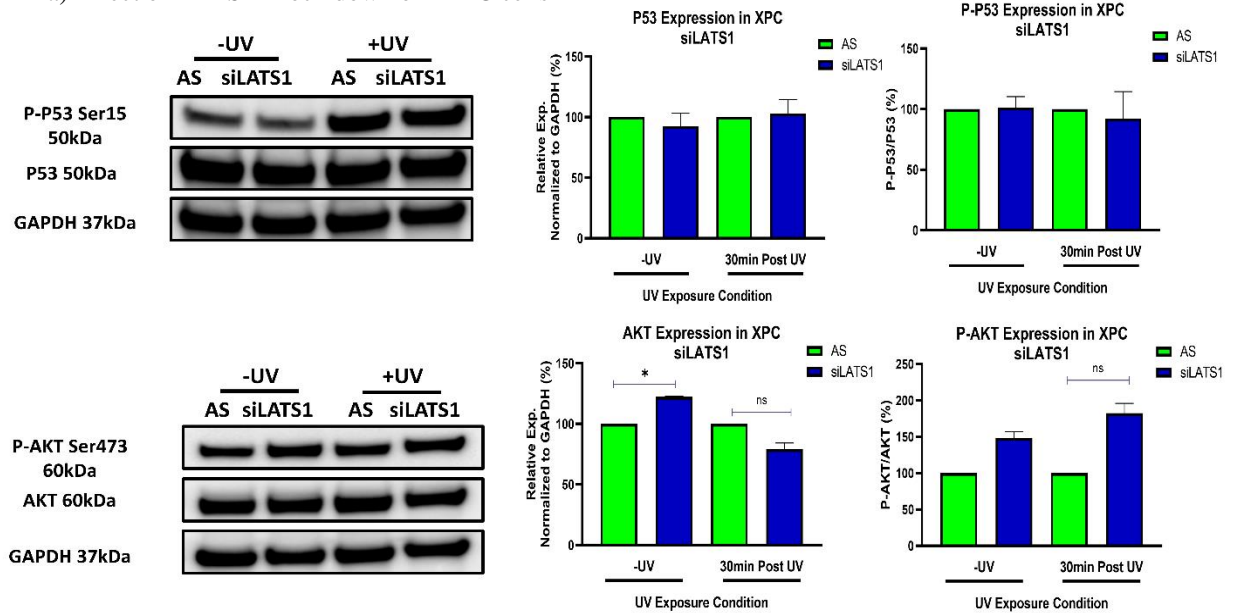 -UV +UV
AS siLATS1 AS siLATS1
P-P53 Ser15
50kDa
P53 50kDa
GAPDH 37kDa
P53 Expression in XPC
siLATS1
AS
siLATS1
Relative Exp.
Normalized to GAPDH (%)
150
100
50
0
-UV 30min Post UV
UV Exposure Condition
P-P53 Expression in XPC
siLATS1
AS
siLATS1
P-P53/P53 (%)
150
100
50
0
-UV 30min Post UV
UV Exposure Condition
-UV +UV
AS siLATS1 AS siLATS1
P-AKT Ser473
60kDa
AKT 60kDa
GAPDH 37kDa
AKT Expression in XPC
siLATS1
AS
siLATS1
Relative Exp.
Normalized to GAPDH (%)
150
100
50
0
*
ns
-UV 30min Post UV
UV Exposure Condition
P-AKT Expression in XPC
siLATS1
AS
siLATS1
P-AKT/AKT (%)
250
200
150
100
50
0
ns
-UV 30min Post UV
UV Exposure Condition